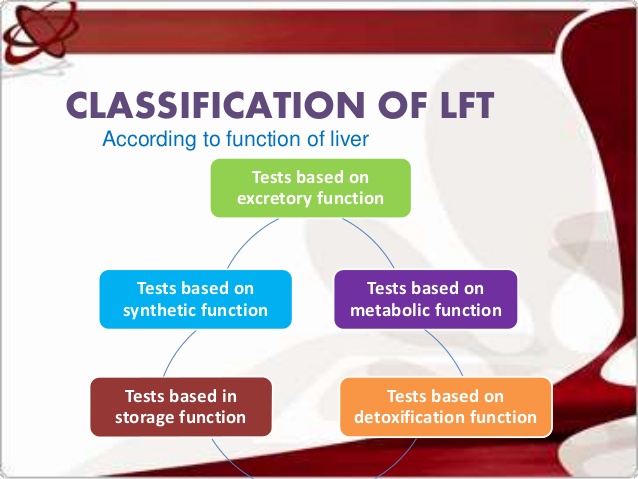 CLASSIFICATION OF LFT
According to function of liver
Tests based on
excretory function
Tests based on
synthetic function
Tests based on
metabolic function
Tests based in
storage function
Tests based on
detoxification function